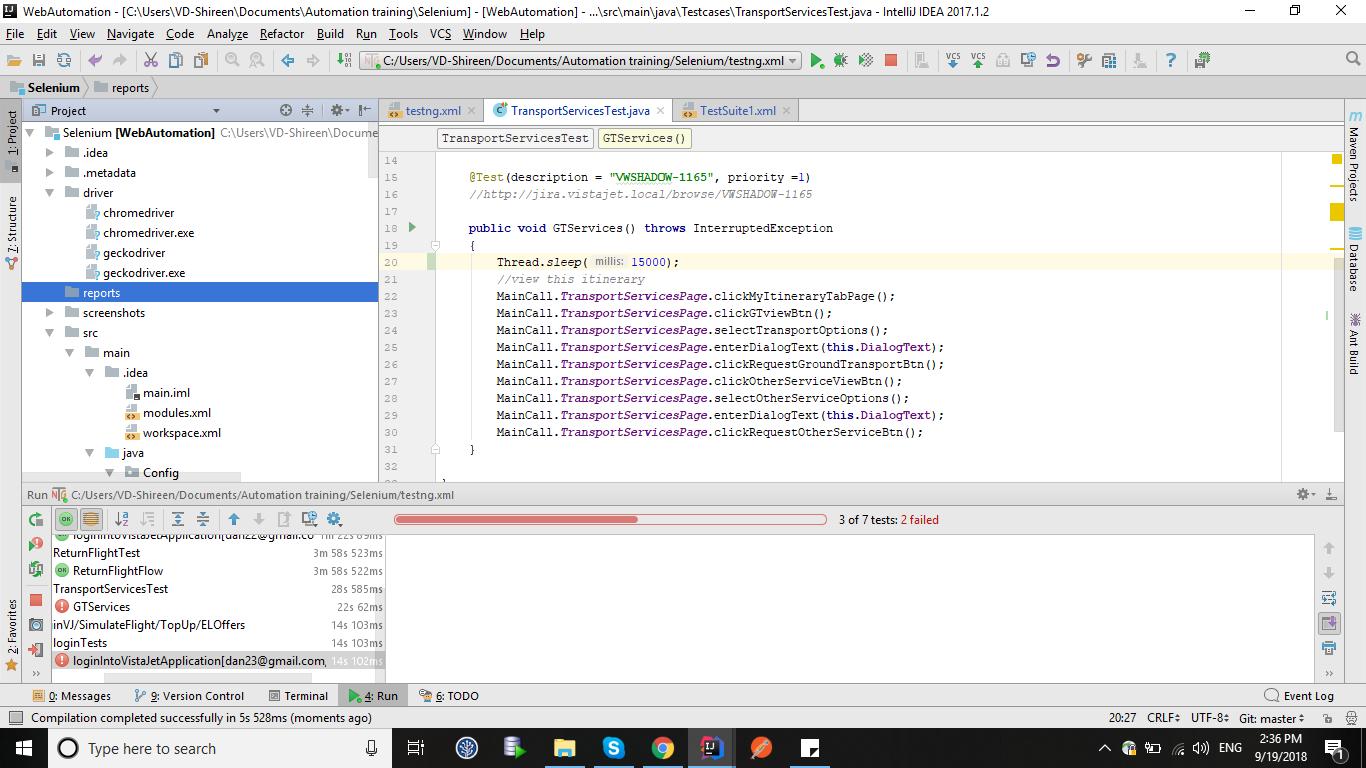 WebAutomation - [C:\Users\VD-Shireen\Documents\Automation training\Selenium] - [WebAutomation] - ...\src\main\java\Testcases\TransportServicesTest.java - IntelliJ IDEA 2017.1.2
File Edit View Navigate Code Analyze Refactor Build Run Tools VCS Window Help
C:/Users/VD-Shireen/Documents/Automation training/Selenium/testng.xml VCS VCS
Selenium reports
1: Project
7: Structure
2: Favorites
Project
Selenium [WebAutomation] C:\Users\VD-Shireen\Docume
.idea
.metadata
driver
chromedriver
chromedriver.exe
geckodriver
geckodriver.exe
reports
screenshots
src
main
.idea
main.iml
modules.xml
workspace.xml
java
Config
testng.xml TransportServicesTest.java TestSuite1.xml
TransportServicesTest GTServices()
14
15 @Test(description = "VWSHADOW-1165", priority =1)
16 //http://jira.vistajet.local/browse/VWSHADOW-1165
17
18 public void GTServices() throws InterruptedException
19 {
20 Thread.sleep( millis: 15000);
21 //view this itinerary
22 MainCall.TransportServicesPage.clickMyItineraryTabPage();
23 MainCall.TransportServicesPage.clickGTviewBtn();
24 MainCall.TransportServicesPage.selectTransportOptions();
25 MainCall.TransportServicesPage.enterDialogText(this.DialogText);
26 MainCall.TransportServicesPage.clickRequestGroundTransportBtn();
27 MainCall.TransportServicesPage.clickOtherServiceViewBtn();
28 MainCall.TransportServicesPage.selectOtherServiceOptions();
29 MainCall.TransportServicesPage.enterDialogText(this.DialogText);
30 MainCall.TransportServicesPage.clickRequestOtherServiceBtn();
31 }
32
Maven Projects
Database
Ant Build
Run C:/Users/VD-Shireen/Documents/Automation training/Selenium/testng.xml
3 of 7 tests: 2 failed
loginIntoVistaJetApplication[dan22@gmail.co 1m 22s 89ms
ReturnFlightTest 3m 58s 523ms
OK ReturnFlightFlow 3m 58s 522ms
TransportServicesTest 28s 585ms
GTServices 22s 62ms
inVJ/SimulateFlight/TopUp/ELOffers 14s 103ms
loginTests 14s 103ms
loginIntoVistaJetApplication[dan23@gmail.com, 14s 102ms
0: Messages 9: Version Control Terminal 4: Run 6: TODO Event Log
Compilation completed successfully in 5s 528ms (moments ago) 20:27 CRLF UTF-8 Git: master
Type here to search ENG 2:36 PM
9/19/2018